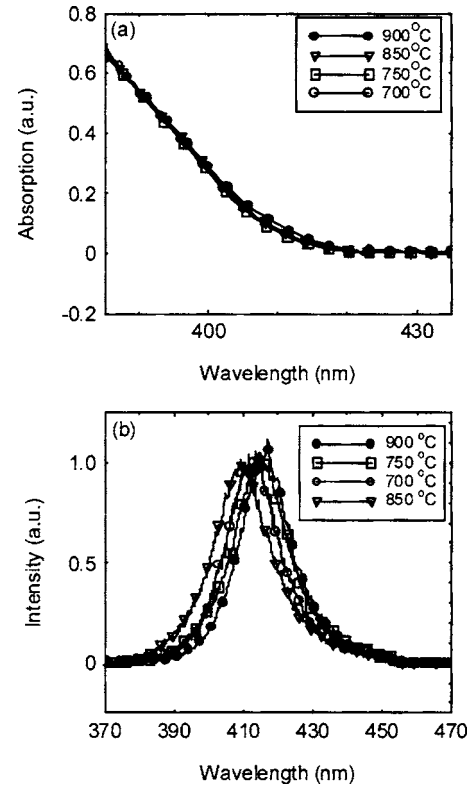 (a)
0.8
0.6
0.4
0.2
0
-0.2
Absorption (a.u.)
900°C
850°C
750°C
700°C
400
430
Wavelength (nm)
(b)
1.0
0.5
0
Intensity (a.u.)
900 °C
750 °C
700 °C
850 °C
370
390
410
430
450
470
Wavelength (nm)